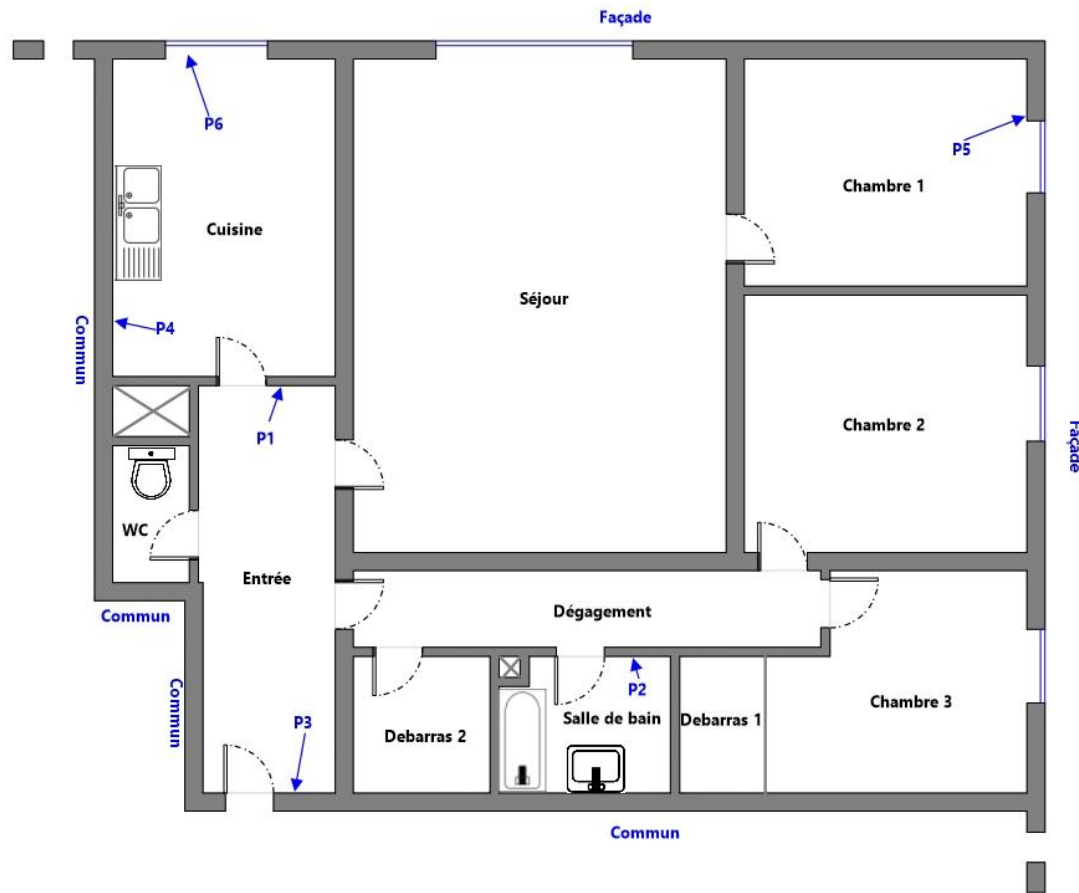 Façade
P6
P5
Chambre 1
Cuisine
Séjour
P4
Commun
Chambre 2
Façade
P1
WC
Entrée
Dégagement
Commun
Commun
P2
Chambre 3
P3
Salle de bain
Debarras 1
Debarras 2
Commun